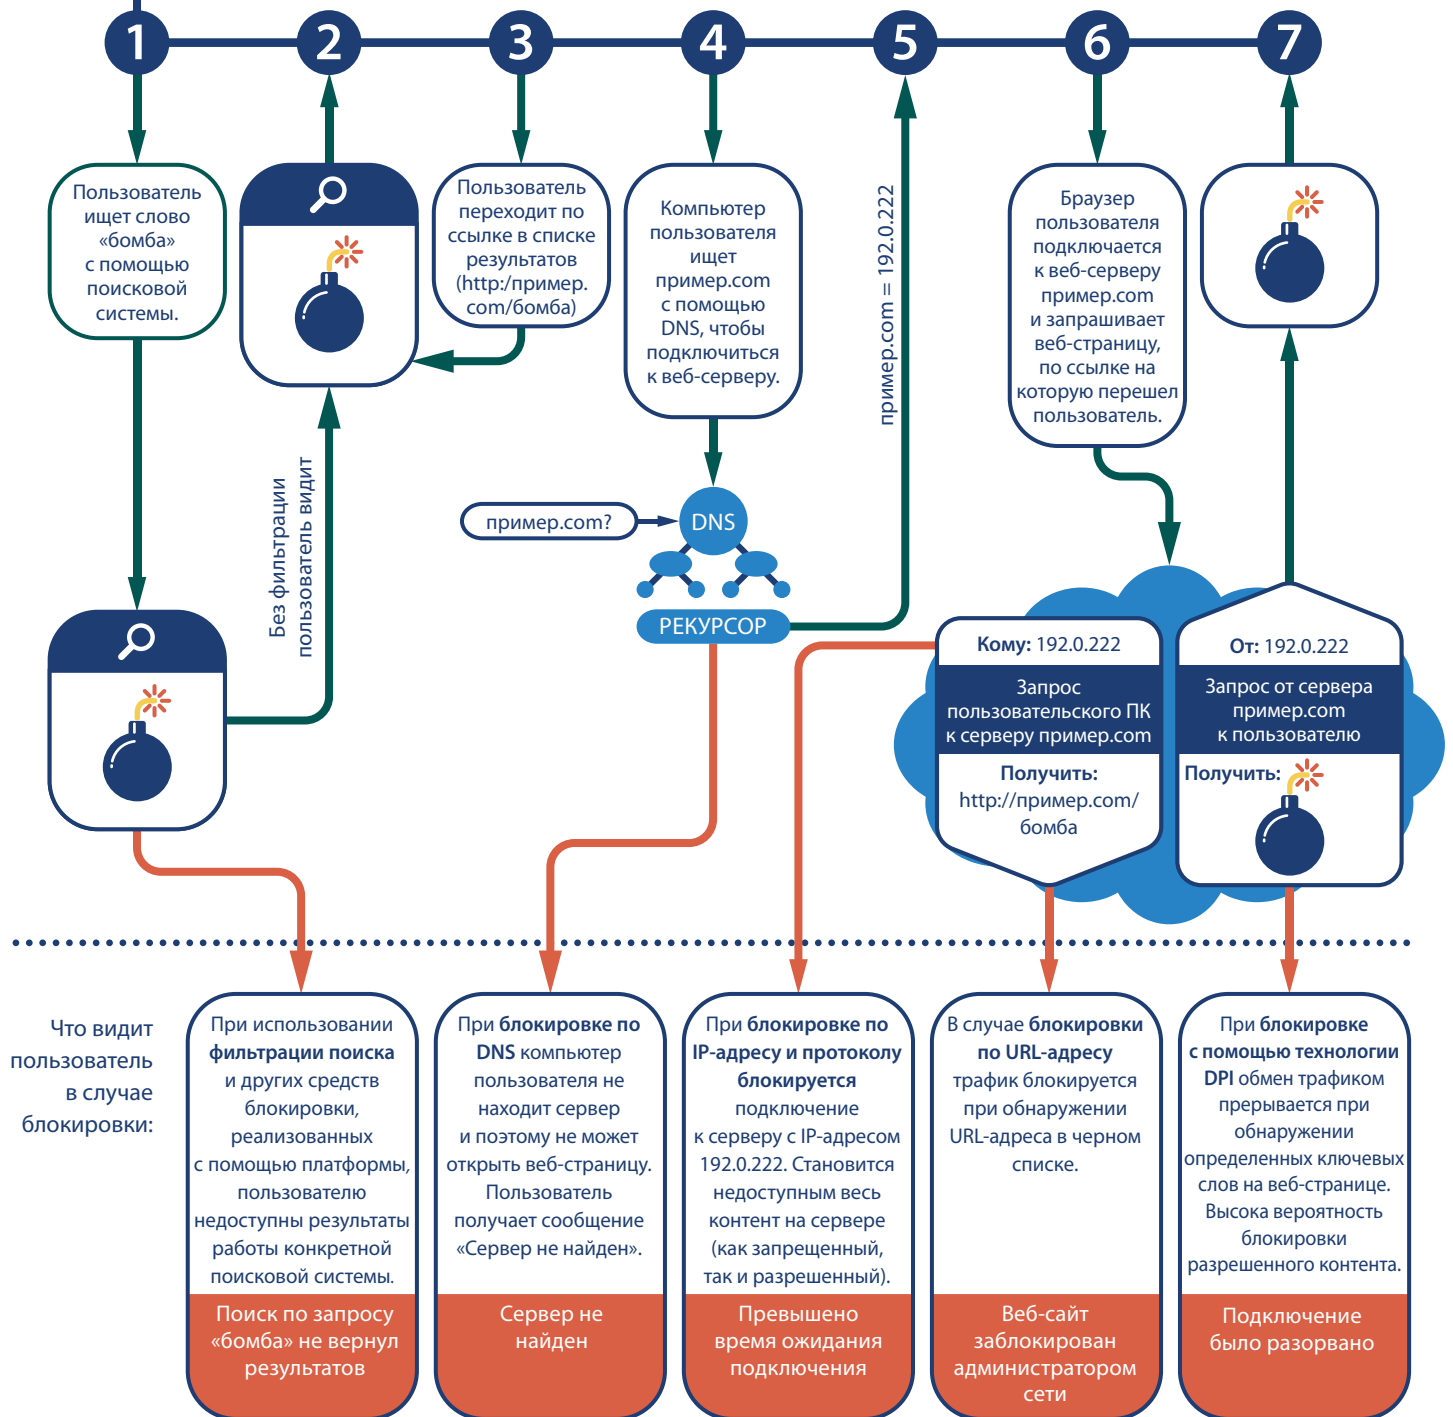 1
2
3
4
5
6
7
Пользователь
ищет слово
«бомба»
с помощью
поисковой
системы.
Пользователь
переходит по
ссылке в списке
результатов
(http:/пример.
com/бомба)
Компьютер
пользователя
ищет
пример.com
с помощью
DNS, чтобы
подключиться
к веб-серверу.
пример.com = 192.0.222
Браузер
пользователя
подключается
к веб-серверу
пример.com
и запрашивает
веб-страницу,
по ссылке на
которую перешел
пользователь.
Без фильтрации
пользователь видит
пример.com?
DNS
РЕКУРСОР
Кому: 192.0.222
Запрос
пользовательского ПК
к серверу пример.com
Получить:
http://пример.com/
бомба
От: 192.0.222
Запрос от сервера
пример.com
к пользователю
Получить:
Что видит
пользователь
в случае
блокировки:
При использовании
фильтрации поиска
и других средств
блокировки,
реализованных
с помощью платформы,
пользователю
недоступны результаты
работы конкретной
поисковой системы.
Поиск по запросу
«бомба» не вернул
результатов
При блокировке по
DNS компьютер
пользователя не
находит сервер
и поэтому не может
открыть веб-страницу.
Пользователь
получает сообщение
«Сервер не найден».
Сервер не
найден
При блокировке по
IP-адресу и протоколу
блокируется
подключение
к серверу с IP-адресом
192.0.222. Становится
недоступным весь
контент на сервере
(как запрещенный,
так и разрешенный).
Превышено
время ожидания
подключения
В случае блокировки
по URL-адресу
трафик блокируется
при обнаружении
URL-адреса в черном
списке.
Веб-сайт
заблокирован
администратором
сети
При блокировке
с помощью технологии
DPI обмен трафиком
прерывается при
обнаружении
определенных ключевых
слов на веб-странице.
Высока вероятность
блокировки
разрешенного контента.
Подключение
было разорвано